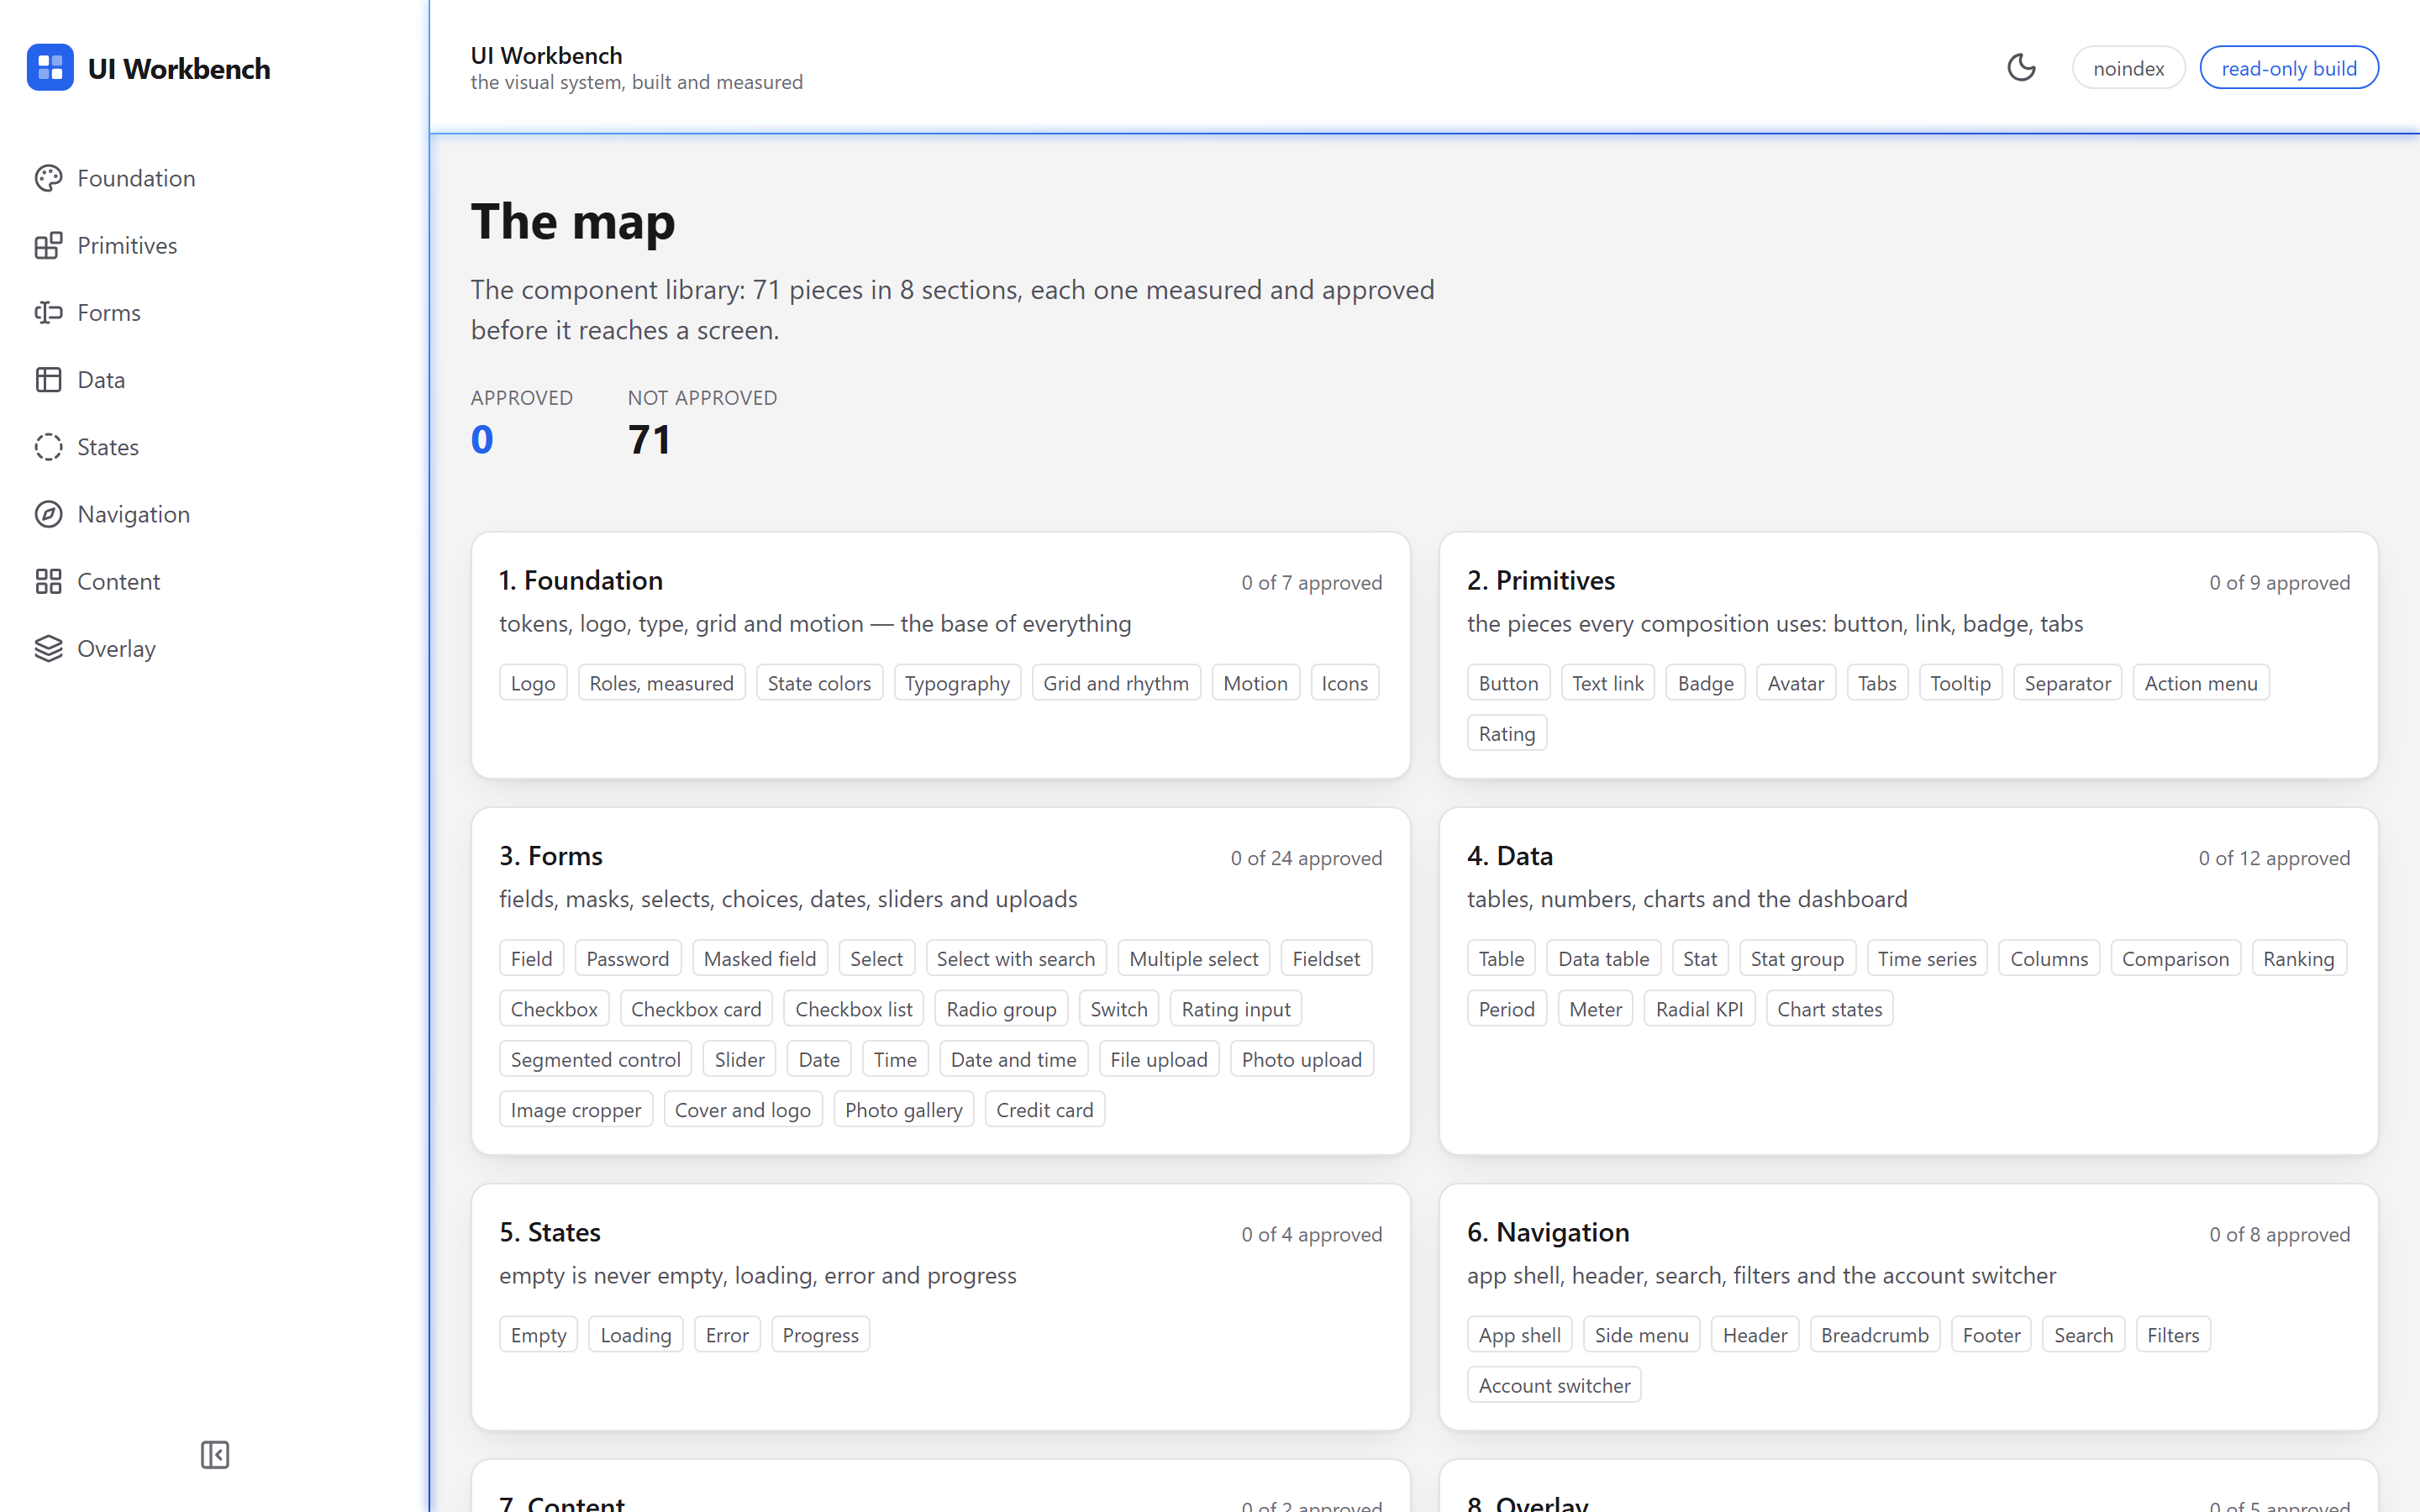 UI Workbench
Foundation
Primitives
Forms
Data
States
Navigation
Content
Overlay
UI Workbench
the visual system, built and measured
noindex
read-only build
The map
The component library: 71 pieces in 8 sections, each one measured and approved
before it reaches a screen.
APPROVED NOT APPROVED
0 71
1. Foundation 0 of 7 approved
tokens, logo, type, grid and motion — the base of everything
Logo Roles, measured State colors Typography Grid and rhythm Motion Icons
2. Primitives 0 of 9 approved
the pieces every composition uses: button, link, badge, tabs
Button Text link Badge Avatar Tabs Tooltip Separator Action menu
Rating
3. Forms 0 of 24 approved
fields, masks, selects, choices, dates, sliders and uploads
Field Password Masked field Select Select with search Multiple select Fieldset
Checkbox Checkbox card Checkbox list Radio group Switch Rating input
Segmented control Slider Date Time Date and time File upload Photo upload
Image cropper Cover and logo Photo gallery Credit card
4. Data 0 of 12 approved
tables, numbers, charts and the dashboard
Table Data table Stat Stat group Time series Columns Comparison Ranking
Period Meter Radial KPI Chart states
5. States 0 of 4 approved
empty is never empty, loading, error and progress
Empty Loading Error Progress
6. Navigation 0 of 8 approved
app shell, header, search, filters and the account switcher
App shell Side menu Header Breadcrumb Footer Search Filters
Account switcher
7. Content 0 of 2 approved
8. Overlay 0 of 5 approved